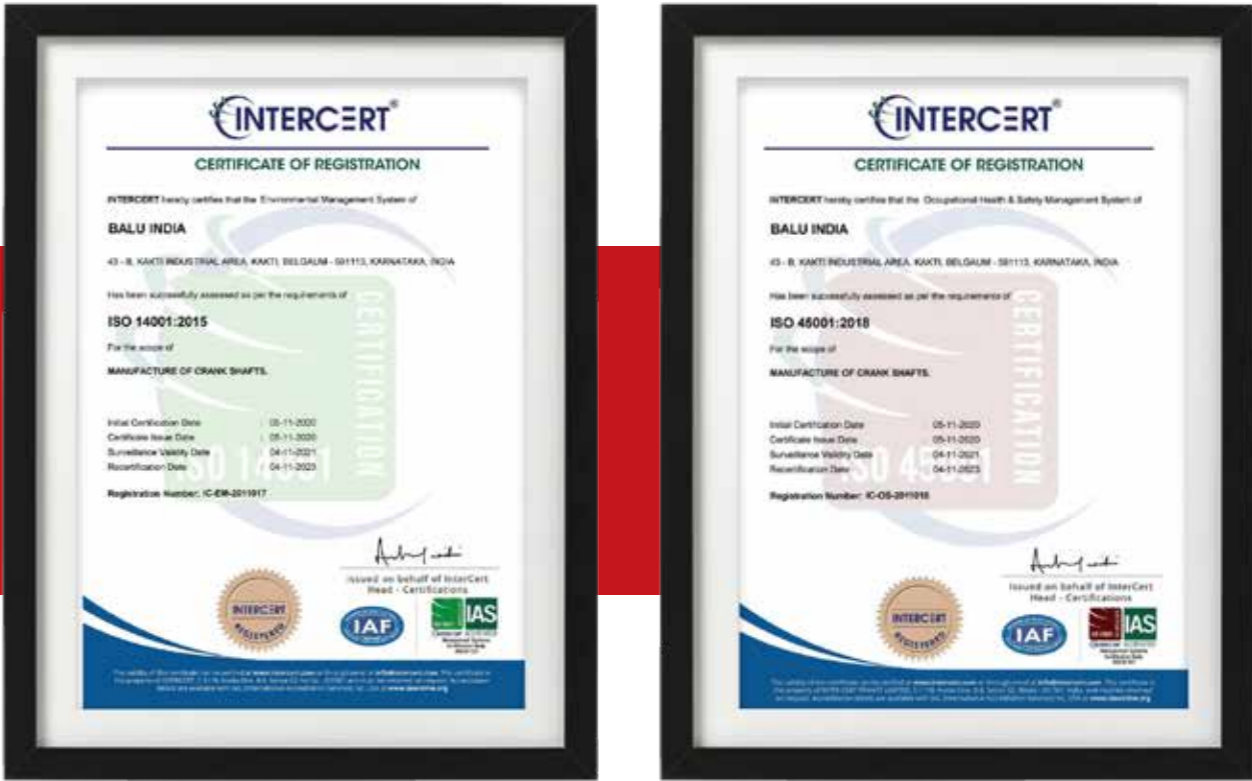 INTERCERT®
CERTIFICATE OF REGISTRATION
INTERCERT hereby certifies that the Environmental Management System of
BALU INDIA
43 - B, KAKTI INDUSTRIAL AREA, KAKTI, BELGAUM - 591113, KARNATAKA, INDIA
Has been successfully assessed as per the requirements of
ISO 14001:2015
For the scope of
MANUFACTURE OF CRANK SHAFTS.
Initial Certification Date : 05-11-2020
Certificate Issue Date : 05-11-2020
Surveillance Validity Date : 04-11-2021
Recertification Date : 04-11-2023
Registration Number: IC-EM-2011017
CERTIFICATION
ISO 14001
Issued on behalf of InterCert
Head - Certifications
INTERCERT
REGISTERED
IAF
IAS
INTERCERT®
CERTIFICATE OF REGISTRATION
INTERCERT hereby certifies that the Occupational Health & Safety Management System of
BALU INDIA
43 - B, KAKTI INDUSTRIAL AREA, KAKTI, BELGAUM - 591113, KARNATAKA, INDIA
Has been successfully assessed as per the requirements of
ISO 45001:2018
For the scope of
MANUFACTURE OF CRANK SHAFTS.
Initial Certification Date : 05-11-2020
Certificate Issue Date : 05-11-2020
Surveillance Validity Date : 04-11-2021
Recertification Date : 04-11-2023
Registration Number: IC-OS-2011018
CERTIFICATION
ISO 45001
Issued on behalf of InterCert
Head - Certifications
INTERCERT
REGISTERED
IAF
IAS